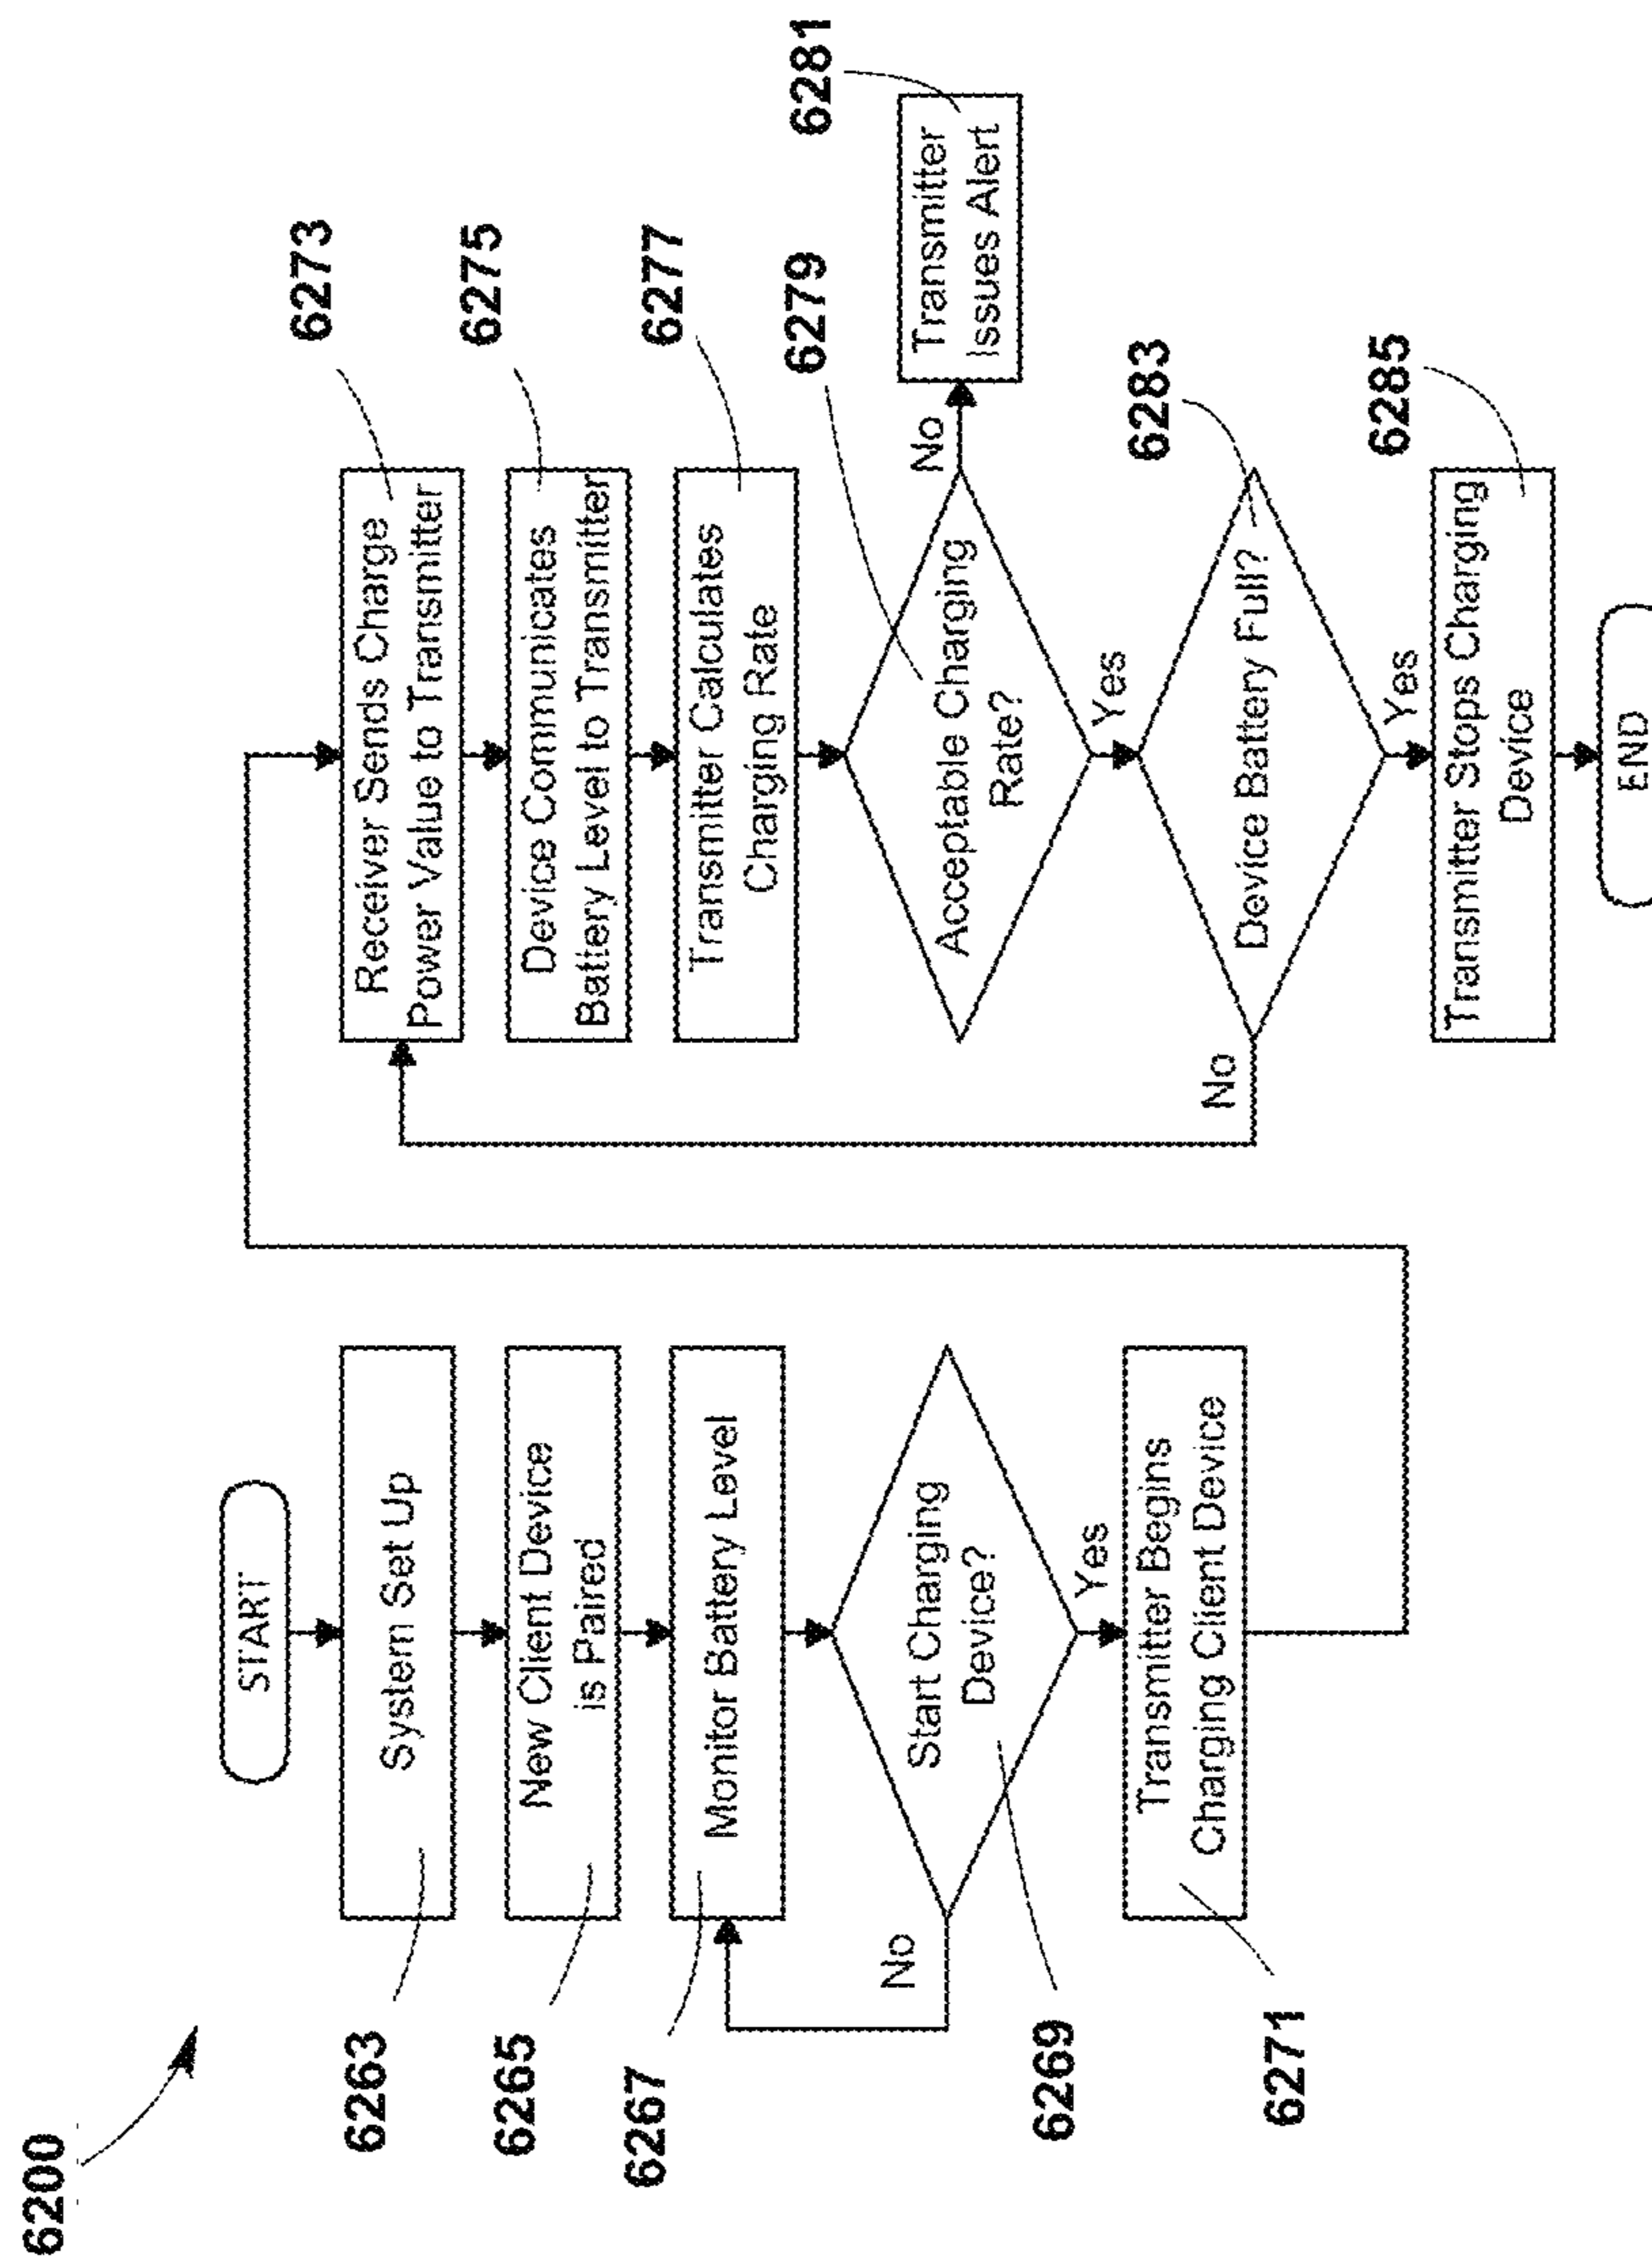 6200
START
System Set Up
6263
New Client Device
is Paired
6265
Monitor Battery Level
6267
Start Charging
Device?
6269
No
Yes
Transmitter Begins
Charging Client Device
6271
Receiver Sends Charge
Power Value to Transmitter
6273
Device Communicates
Battery Level to Transmitter
6275
Transmitter Calculates
Charging Rate
6277
Acceptable Charging
Rate?
6279
No
Transmitter
Issues Alert
6281
Yes
Device Battery Full?
6283
No
Yes
Transmitter Stops Charging
Device
6285
END